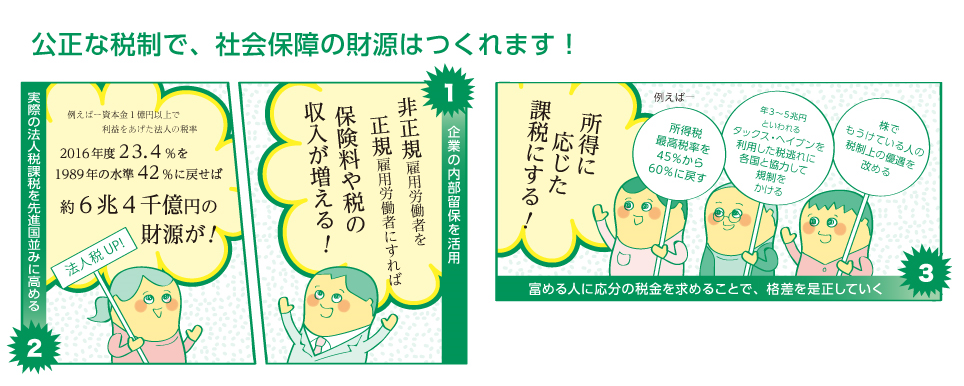 公正な税制で、社会保障の財源はつくれます！
1
企業の内部留保を活用
非正規雇用労働者を
正規雇用労働者にすれば
保険料や税の
収入が増える！
2
実際の法人税課税を先進国並みに高める
例えば…資本金1億円以上で
利益をあげた法人の税率
2016年度23.4％を
1989年の水準42％に戻せば
約6兆4千億円の
財源が！
法人税UP!
3
富める人に応分の税金を求めることで、格差を是正していく
所得に
応じた
課税にする！
例えば…
所得税
最高税率を
45％から
60％に戻す
年3～5兆円
といわれる
タックス・ヘイブンを
利用した税逃れに
各国と協力して
規制を
かける
株で
もうけている人の
税制上の優遇を
改める